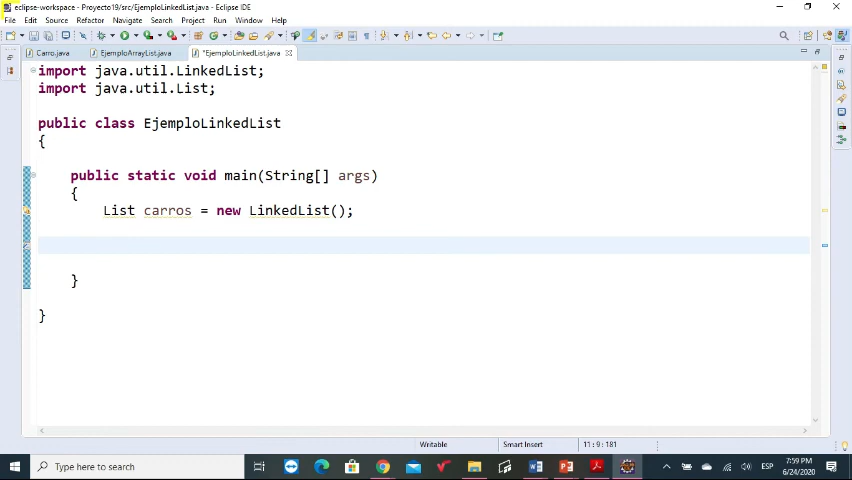 eclipse-workspace - Proyecto19/src/EjemploLinkedList.java - Eclipse IDE
File Edit Source Refactor Navigate Search Project Run Window Help
Carro.java EjemploArrayList.java *EjemploLinkedList.java
import java.util.LinkedList;
import java.util.List;
public class EjemploLinkedList
{
public static void main(String[] args)
{
List carros = new LinkedList();
}
}
Writable Smart Insert 11 : 9 : 181
Type here to search
ESP
7:59 PM
6/24/2020